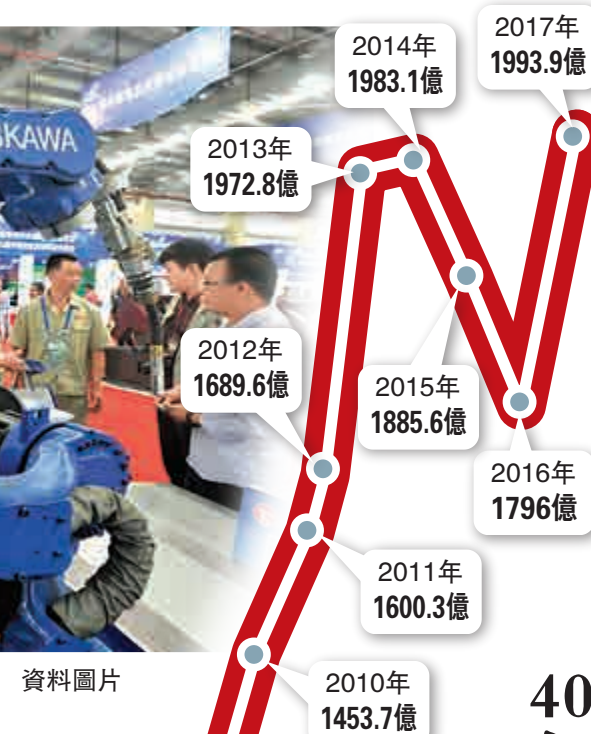 2017年
1993.9億
2014年
1983.1億
2013年
1972.8億
2012年
1689.6億
2015年
1885.6億
2016年
1796億
2011年
1600.3億
2010年
1453.7億
資料圖片
SKAWA
40